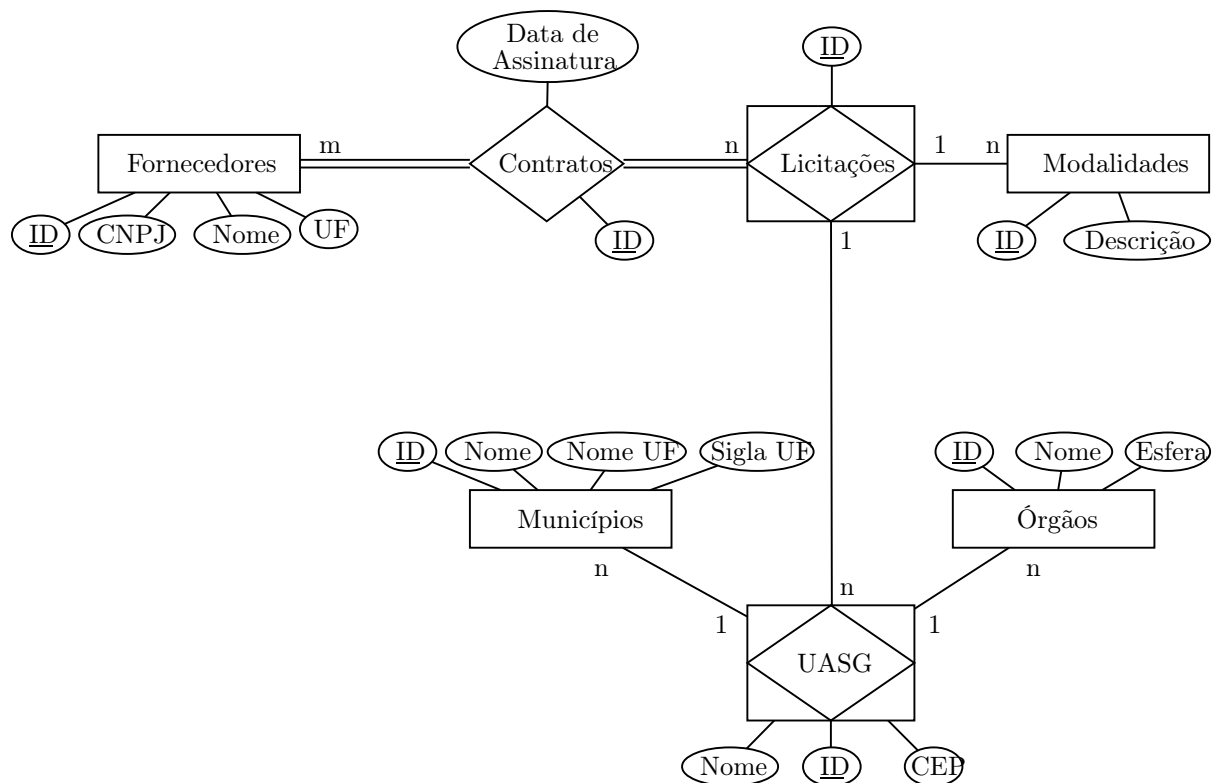 Data de
Assinatura
ID
Fornecedores
m
Contratos
n
Licitações
1
n
Modalidades
ID
CNPJ
Nome
UF
ID
1
ID
Descrição
ID
Nome
Nome UF
Sigla UF
ID
Nome
Esfera
Municípios
Órgãos
n
n
n
1
1
UASG
Nome
ID
CEP